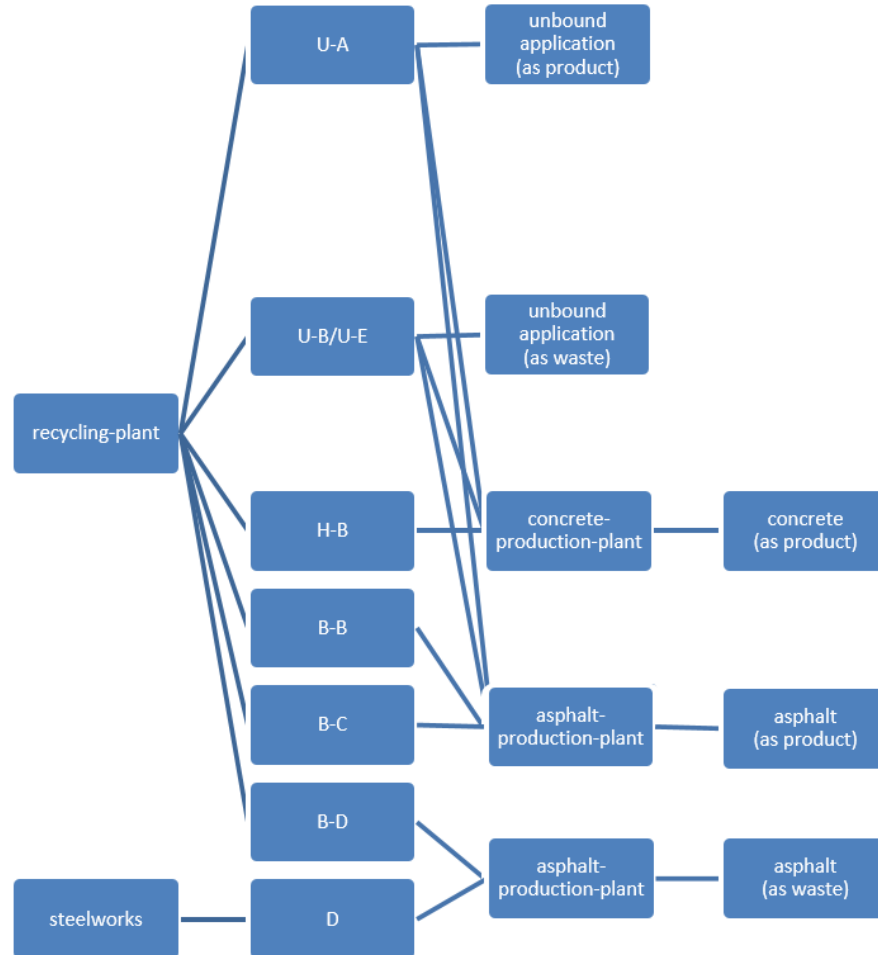 U-A
unbound
application
(as product)
U-B/U-E
unbound
application
(as waste)
recycling-plant
H-B
concrete-
production-plant
concrete
(as product)
B-B
B-C
asphalt-
production-plant
asphalt
(as product)
B-D
asphalt-
production-plant
asphalt
(as waste)
steelworks
D